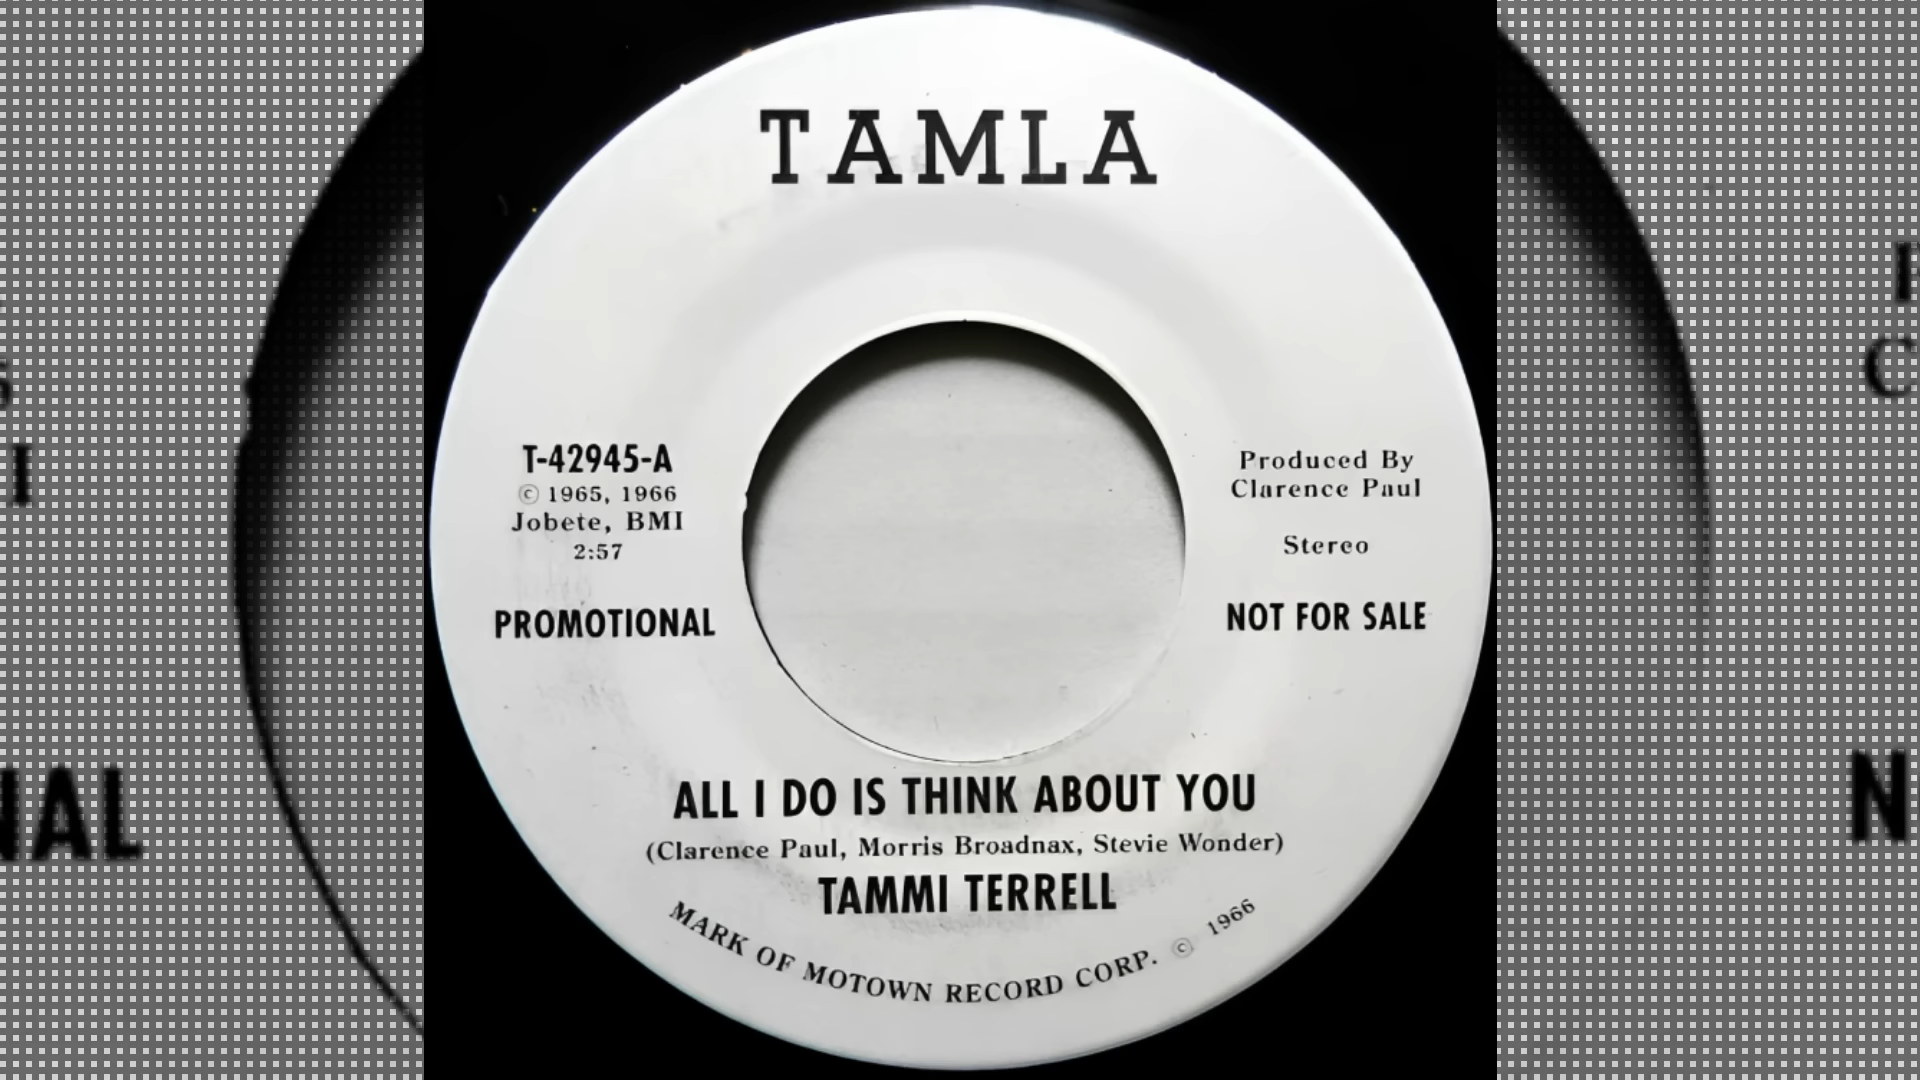 TAMLA
T-42945-A
© 1965, 1966
Jobete, BMI
2:57
PROMOTIONAL
Produced By
Clarence Paul
Stereo
NOT FOR SALE
ALL I DO IS THINK ABOUT YOU
(Clarence Paul, Morris Broadnax, Stevie Wonder)
TAMMI TERRELL
MARK OF MOTOWN RECORD CORP. © 1966